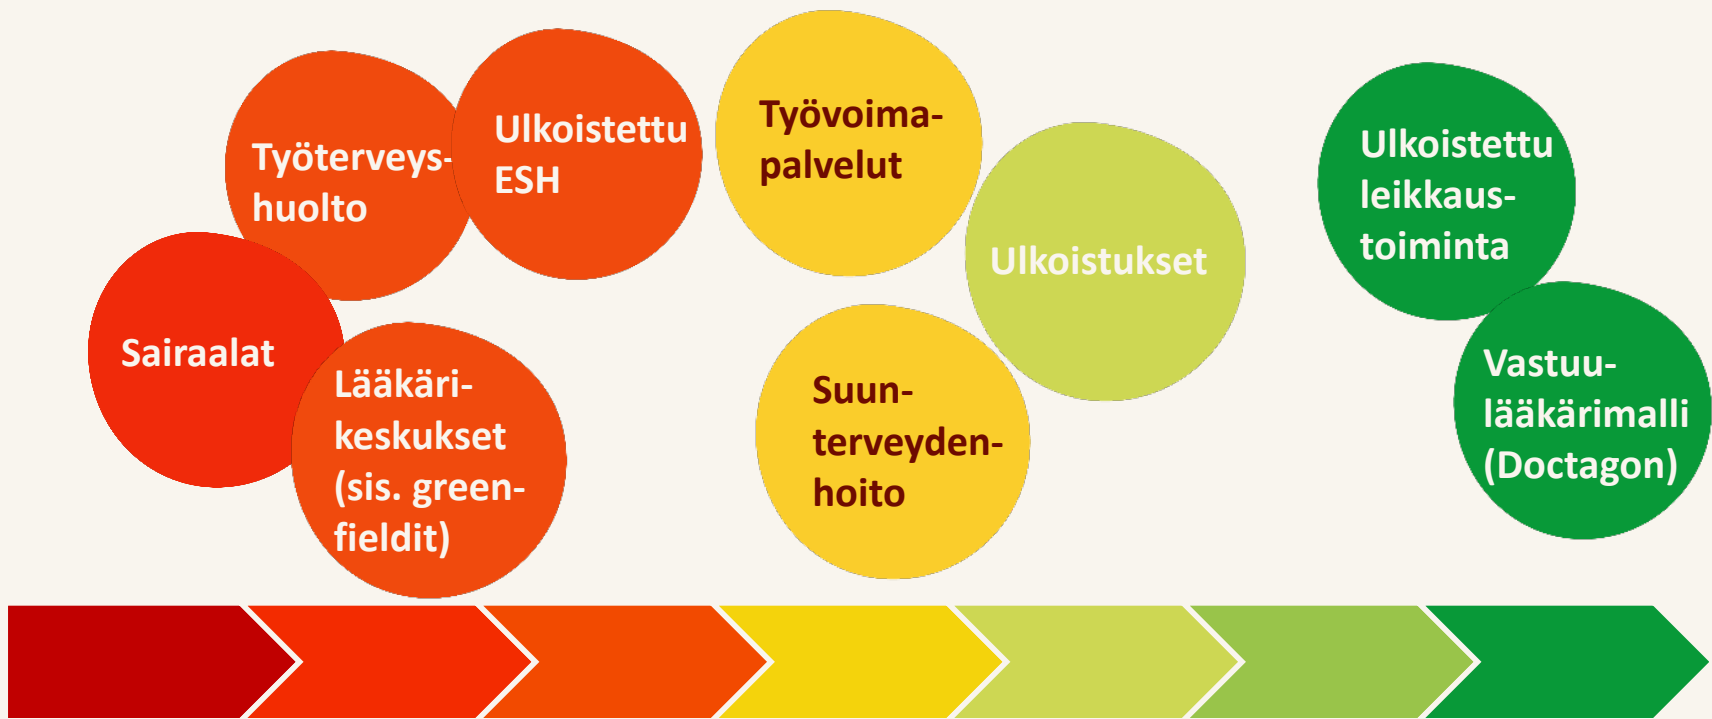 Työterveys-
huolto
Ulkoistettu
ESH
Työvoima-
palvelut
Ulkoistettu
leikkaus-
toiminta
Ulkoistukset
Sairaalat
Lääkäri-
keskukset
(sis. green-
fieldit)
Suun-
terveyden-
hoito
Vastuu-
lääkärimalli
(Doctagon)